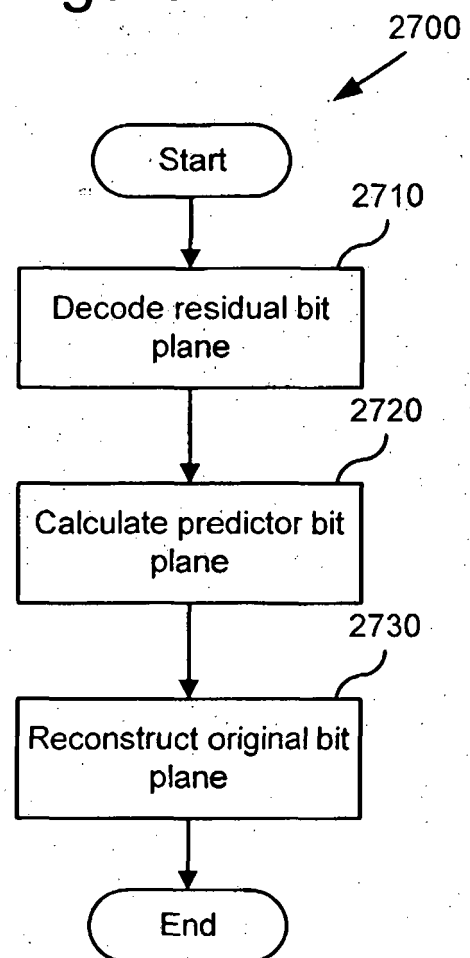 2700
Start
2710
Decode residual bit
plane
2720
Calculate predictor bit
plane
2730
Reconstruct original bit
plane
End